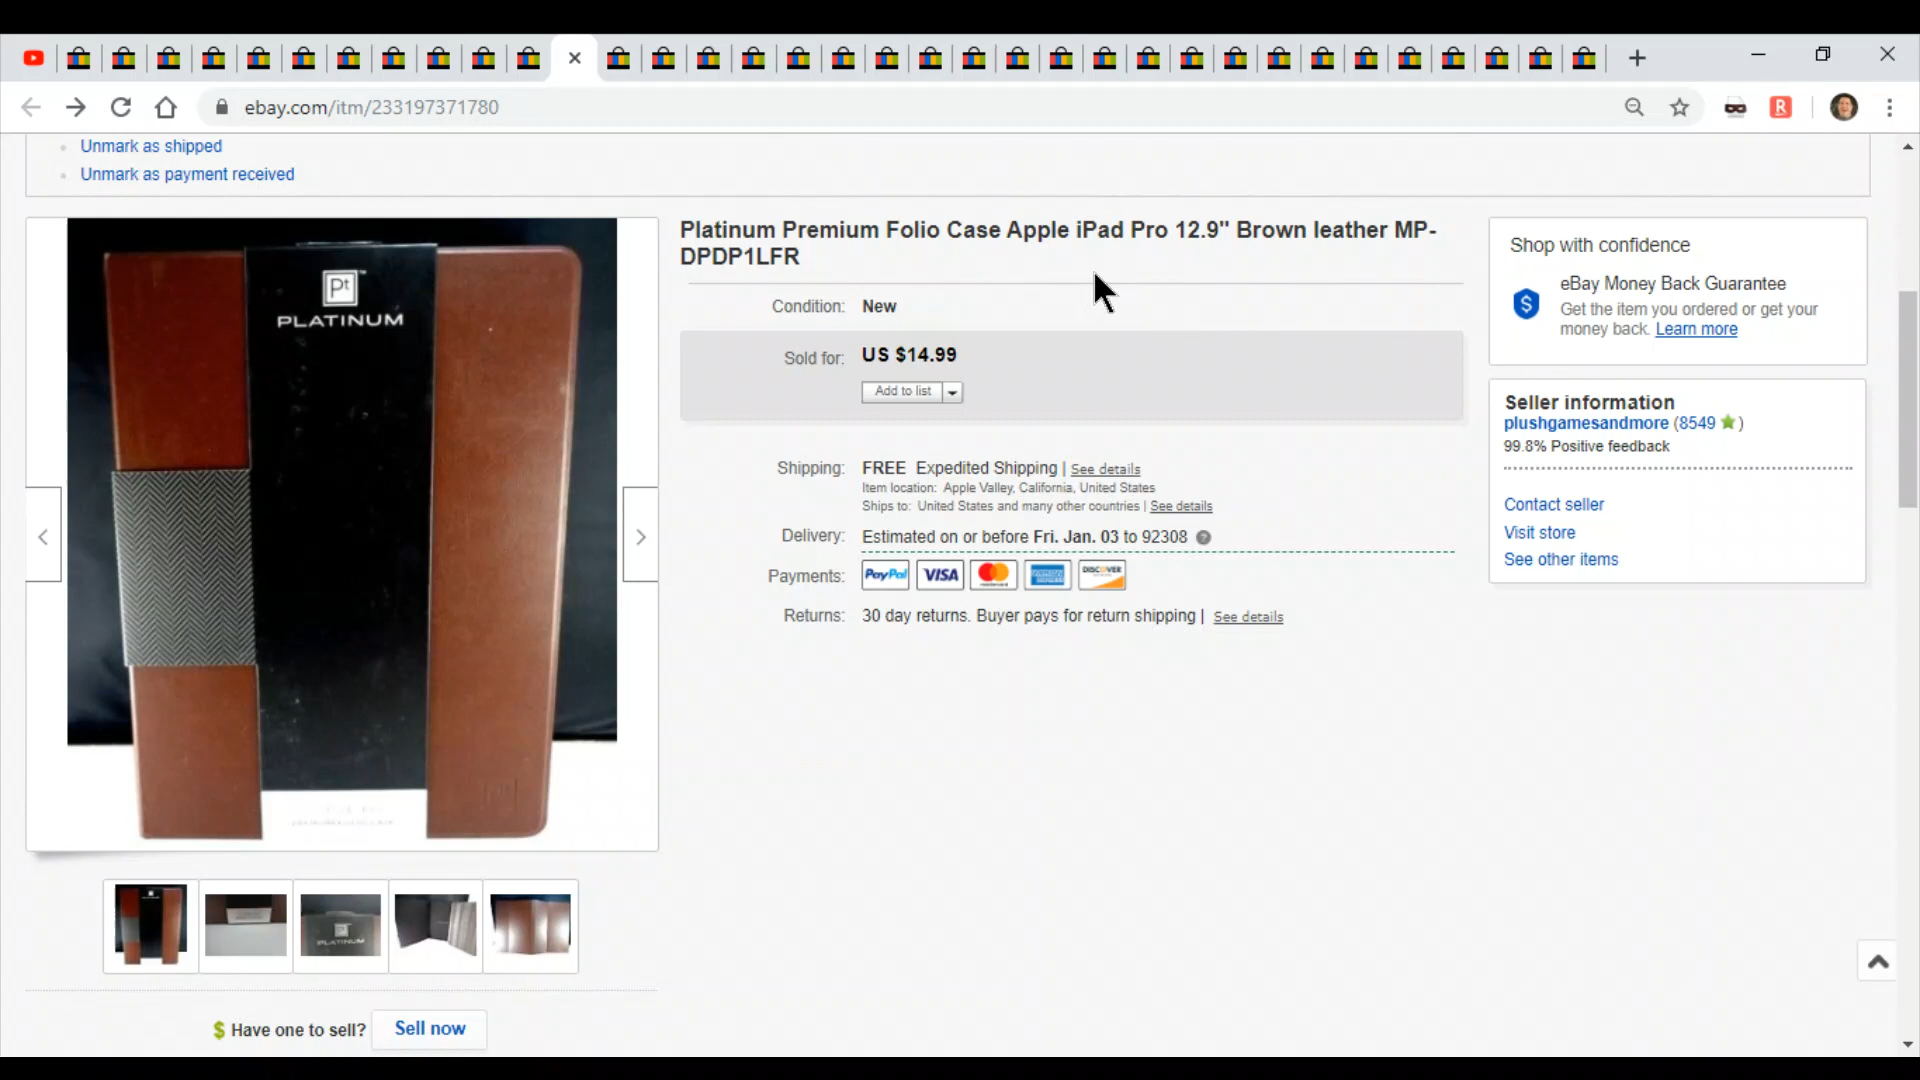 ebay.com/itm/233197371780
R
Unmark as shipped
Unmark as payment received
Pt
PLATINUM
Platinum Premium Folio Case Apple iPad Pro 12.9" Brown leather MP-
DPDP1LFR
Condition: New
Sold for: US $14.99
Add to list
Shipping: FREE Expedited Shipping | See details
Item location: Apple Valley, California, United States
Ships to: United States and many other countries | See details
Delivery: Estimated on or before Fri. Jan. 03 to 92308 ?
Payments: PayPal VISA mastercard AMERICAN EXPRESS DISCOVER
Returns: 30 day returns. Buyer pays for return shipping | See details
Shop with confidence
eBay Money Back Guarantee
Get the item you ordered or get your
money back. Learn more
Seller information
plushgamesandmore (8549 )
99.8% Positive feedback
Contact seller
Visit store
See other items
PLATINUM
$ Have one to sell? Sell now